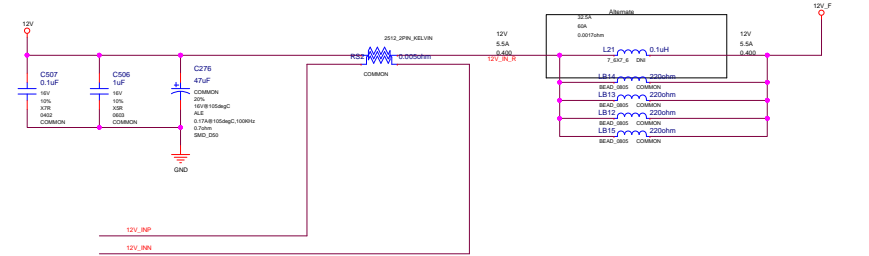 12V
12V_F
Alternate
32.5A
60A
0.0017ohm
2512_2PIN_KELVIN
12V
5.5A
0.400
12V
5.5A
0.400
RS2
0.005ohm
COMMON
12V_IN_R
L21
0.1uH
7_6X7_6
DNI
C507
0.1uF
16V
10%
X7R
0402
COMMON
C506
1uF
16V
10%
X5R
0603
COMMON
C276
47uF
COMMON
20%
16V@105degC
ALE
0.17A@105degC,100KHz
0.7ohm
SMD_D50
GND
LB14
220ohm
BEAD_0805
COMMON
LB13
220ohm
BEAD_0805
COMMON
LB12
220ohm
BEAD_0805
COMMON
LB15
220ohm
BEAD_0805
COMMON
12V_INP
12V_INN